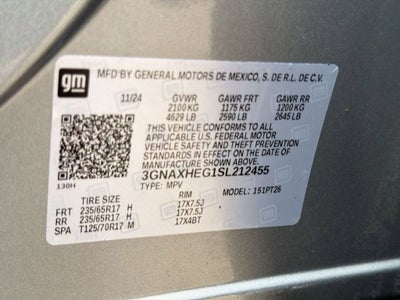 gm
MFD BY GENERAL MOTORS DE MEXICO, S. DE R.L. DE C.V.
11/24 GVWR GAWR FRT GAWR RR
2100 KG 1175 KG 1200 KG
4629 LB 2590 LB 2645 LB
THIS VEHICLE CONFORMS TO ALL APPLICABLE U.S. FEDERAL MOTOR VEHICLE SAFETY AND THEFT PREVENTION STANDARDS IN EFFECT ON THE DATE OF MANUFACTURE SHOWN ABOVE.
3GNAXHEG1SL212455
TYPE: MPV MODEL: 1S1PT26
130H
TIRE SIZE RIM
FRT 235/65R17 H 17X7.5J
RR 235/65R17 H 17X7.5J
SPA T125/70R17 M 17X4BT